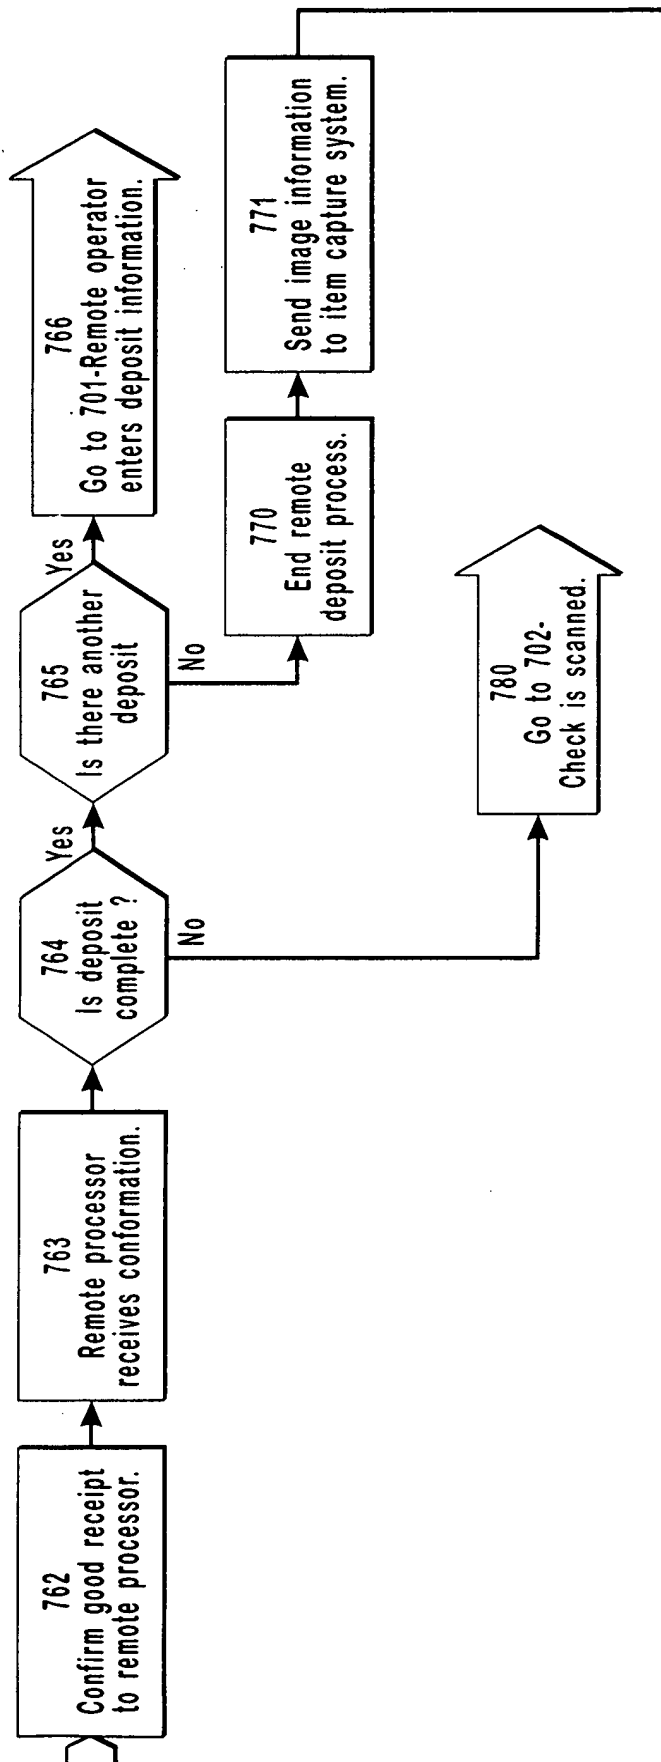 762
Confirm good receipt
to remote processor.
763
Remote processor
receives conformation.
764
Is deposit
complete ?
Yes
No
765
Is there another
deposit
Yes
No
766
Go to 701-Remote operator
enters deposit information.
770
End remote
deposit process.
771
Send image information
to item capture system.
780
Go to 702-
Check is scanned.